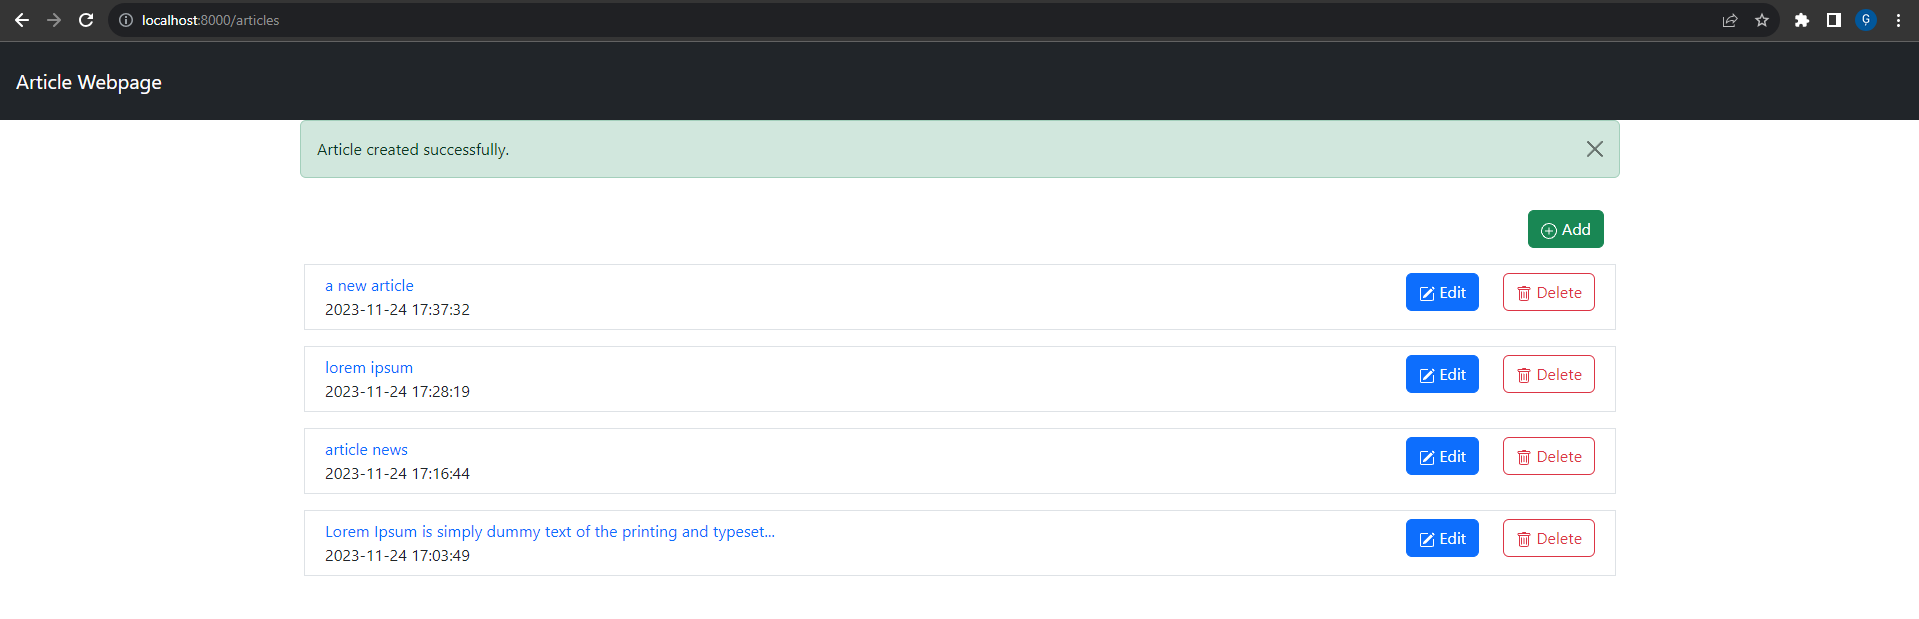 localhost:8000/articles
Ģ
Article Webpage
Article created successfully.
Add
a new article
2023-11-24 17:37:32
Edit
Delete
lorem ipsum
2023-11-24 17:28:19
Edit
Delete
article news
2023-11-24 17:16:44
Edit
Delete
Lorem Ipsum is simply dummy text of the printing and typeset...
2023-11-24 17:03:49
Edit
Delete